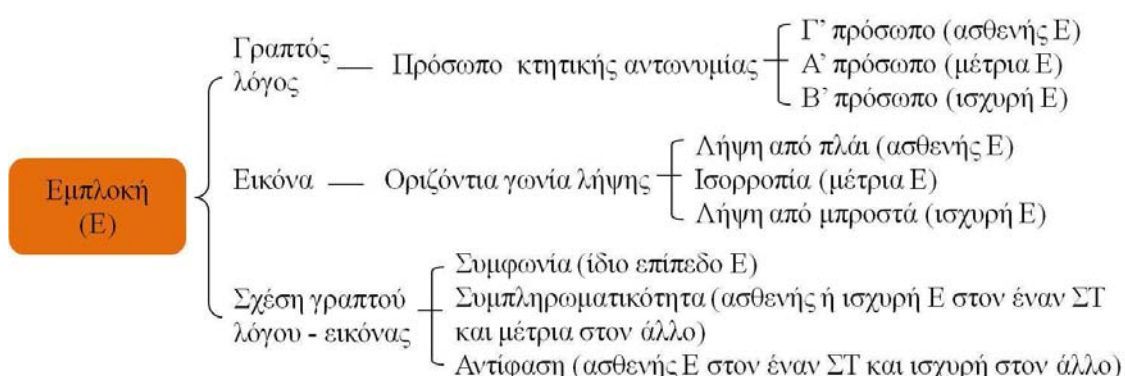 Εμπλοκή
(Ε)
Γραπτός
λόγος
Πρόσωπο κτητικής αντωνυμίας
Γ’ πρόσωπο (ασθενής Ε)
Α’ πρόσωπο (μέτρια Ε)
Β’ πρόσωπο (ισχυρή Ε)
Εικόνα
Οριζόντια γωνία λήψης
Λήψη από πλάι (ασθενής Ε)
Ισορροπία (μέτρια Ε)
Λήψη από μπροστά (ισχυρή Ε)
Σχέση γραπτού
λόγου - εικόνας
Συμφωνία (ίδιο επίπεδο Ε)
Συμπληρωματικότητα (ασθενής ή ισχυρή Ε στον έναν ΣΤ
και μέτρια στον άλλο)
Αντίφαση (ασθενής Ε στον έναν ΣΤ και ισχυρή στον άλλο)